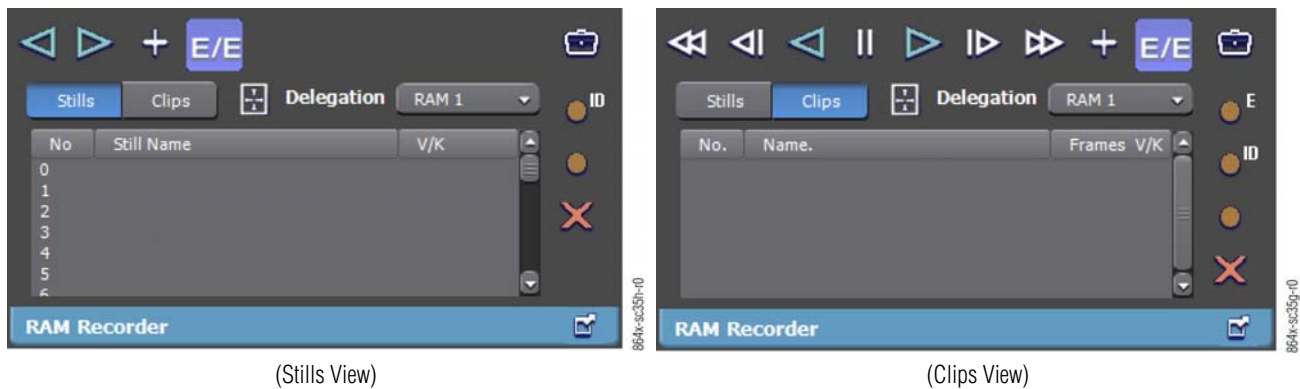 E/E
Stills Clips Delegation RAM 1 ID
No Still Name V/K
0
1
2
3
4
5
6
RAM Recorder
864x-sc35h-r0
(Stills View)
E/E
Stills Clips Delegation RAM 1 E
No. Name. Frames V/K
ID
RAM Recorder
864x-sc35g-r0
(Clips View)